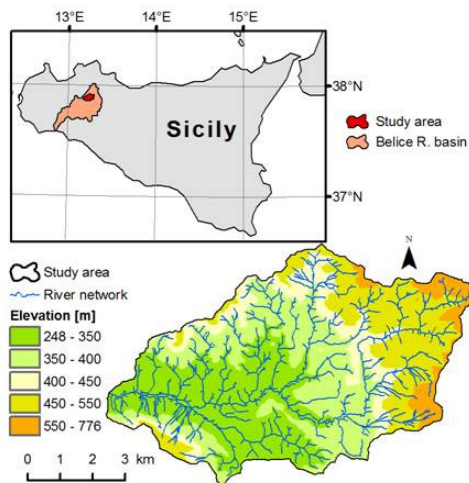 13°E 14°E 15°E
38°N
Sicily
Study area
Belice R. basin
37°N
N
Study area
River network
Elevation [m]
248 - 350
350 - 400
400 - 450
450 - 550
550 - 776
0 1 2 3 km